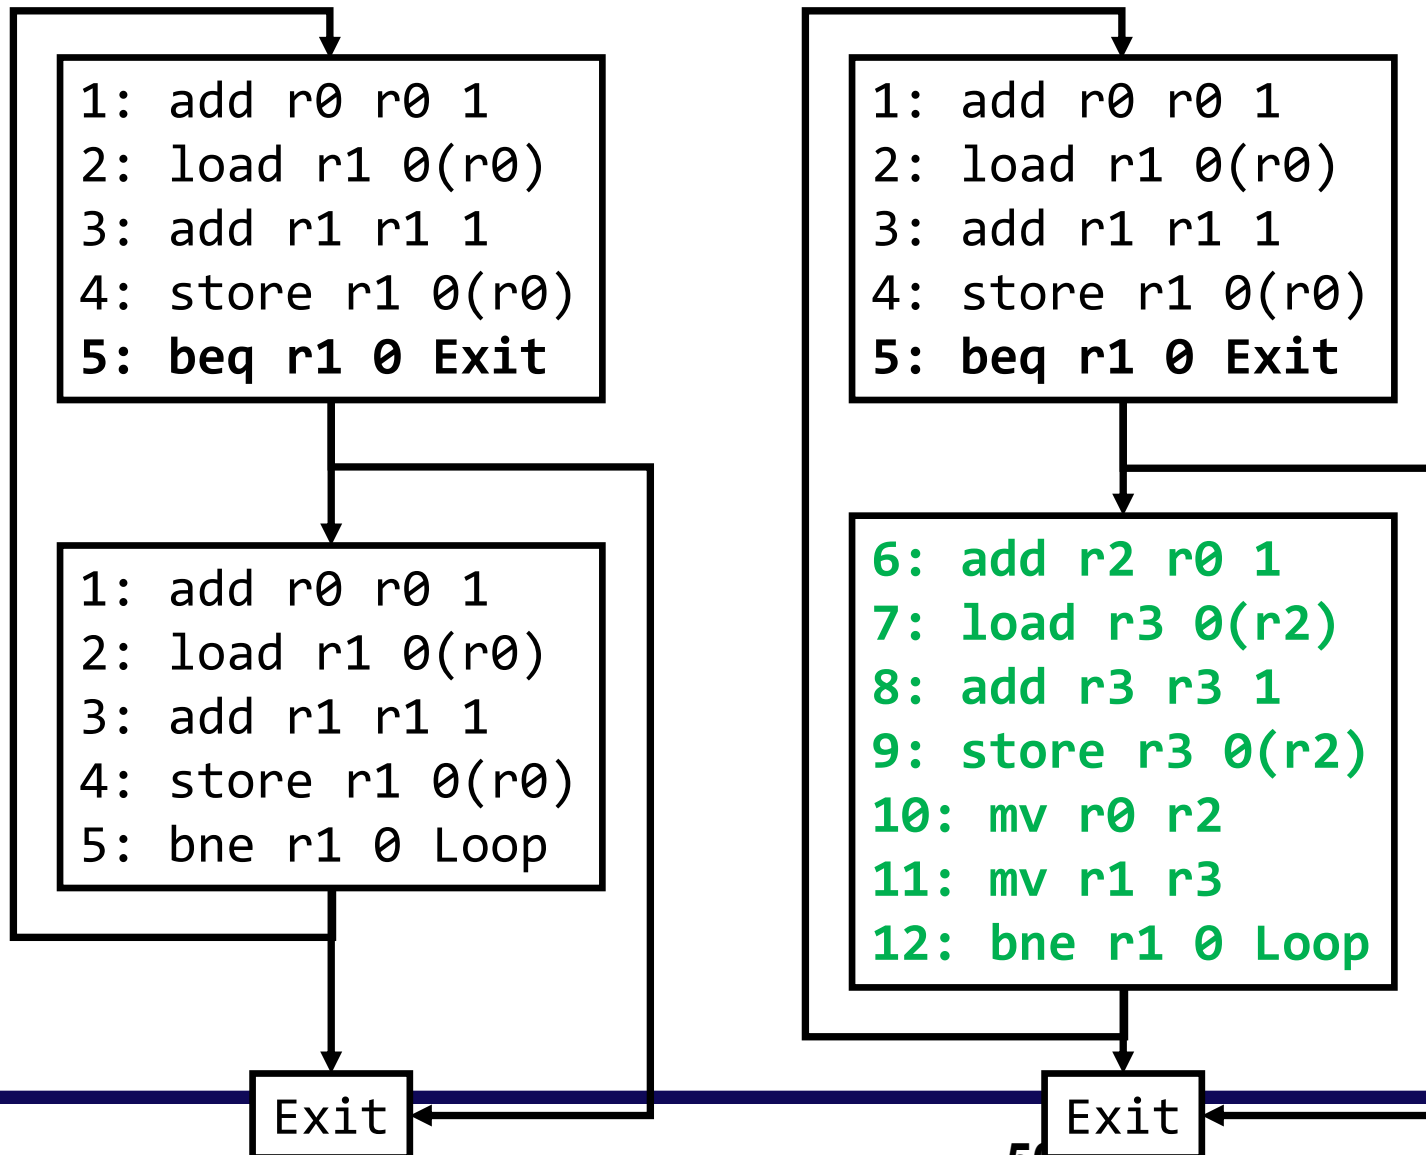 1: add r0 r0 1
2: load r1 0(r0)
3: add r1 r1 1
4: store r1 0(r0)
5: beq r1 0 Exit
1: add r0 r0 1
2: load r1 0(r0)
3: add r1 r1 1
4: store r1 0(r0)
5: bne r1 0 Loop
Exit
1: add r0 r0 1
2: load r1 0(r0)
3: add r1 r1 1
4: store r1 0(r0)
5: beq r1 0 Exit
6: add r2 r0 1
7: load r3 0(r2)
8: add r3 r3 1
9: store r3 0(r2)
10: mv r0 r2
11: mv r1 r3
12: bne r1 0 Loop
Exit